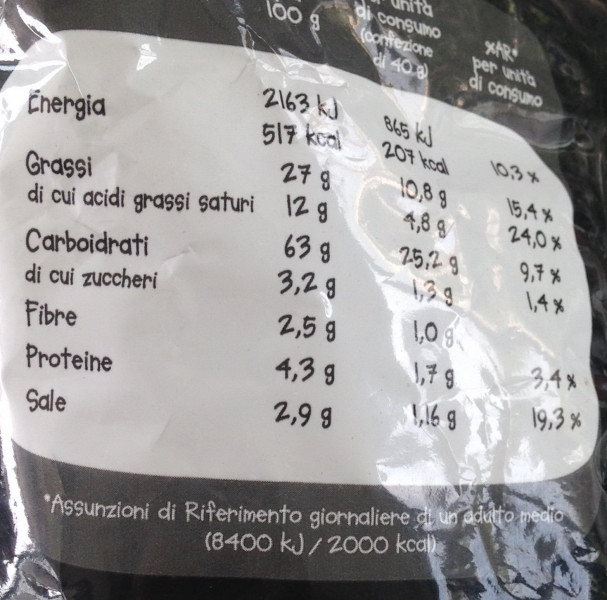 100 g unità
di consumo
(confezione
di 40 g) %AR*
per unità
di consumo
Energia 2163 kJ 865 kJ
517 kcal 207 kcal 10,3 %
Grassi 27 g 10,8 g 15,4 %
di cui acidi grassi saturi 12 g 4,8 g 24,0 %
Carboidrati 63 g 25,2 g 9,7 %
di cui zuccheri 3,2 g 1,3 g 1,4 %
Fibre 2,5 g 1,0 g
Proteine 4,3 g 1,7 g 3,4 %
Sale 2,9 g 1,16 g 19,3 %
*Assunzioni di Riferimento giornaliere di un adulto medio
(8400 kJ / 2000 kcal)